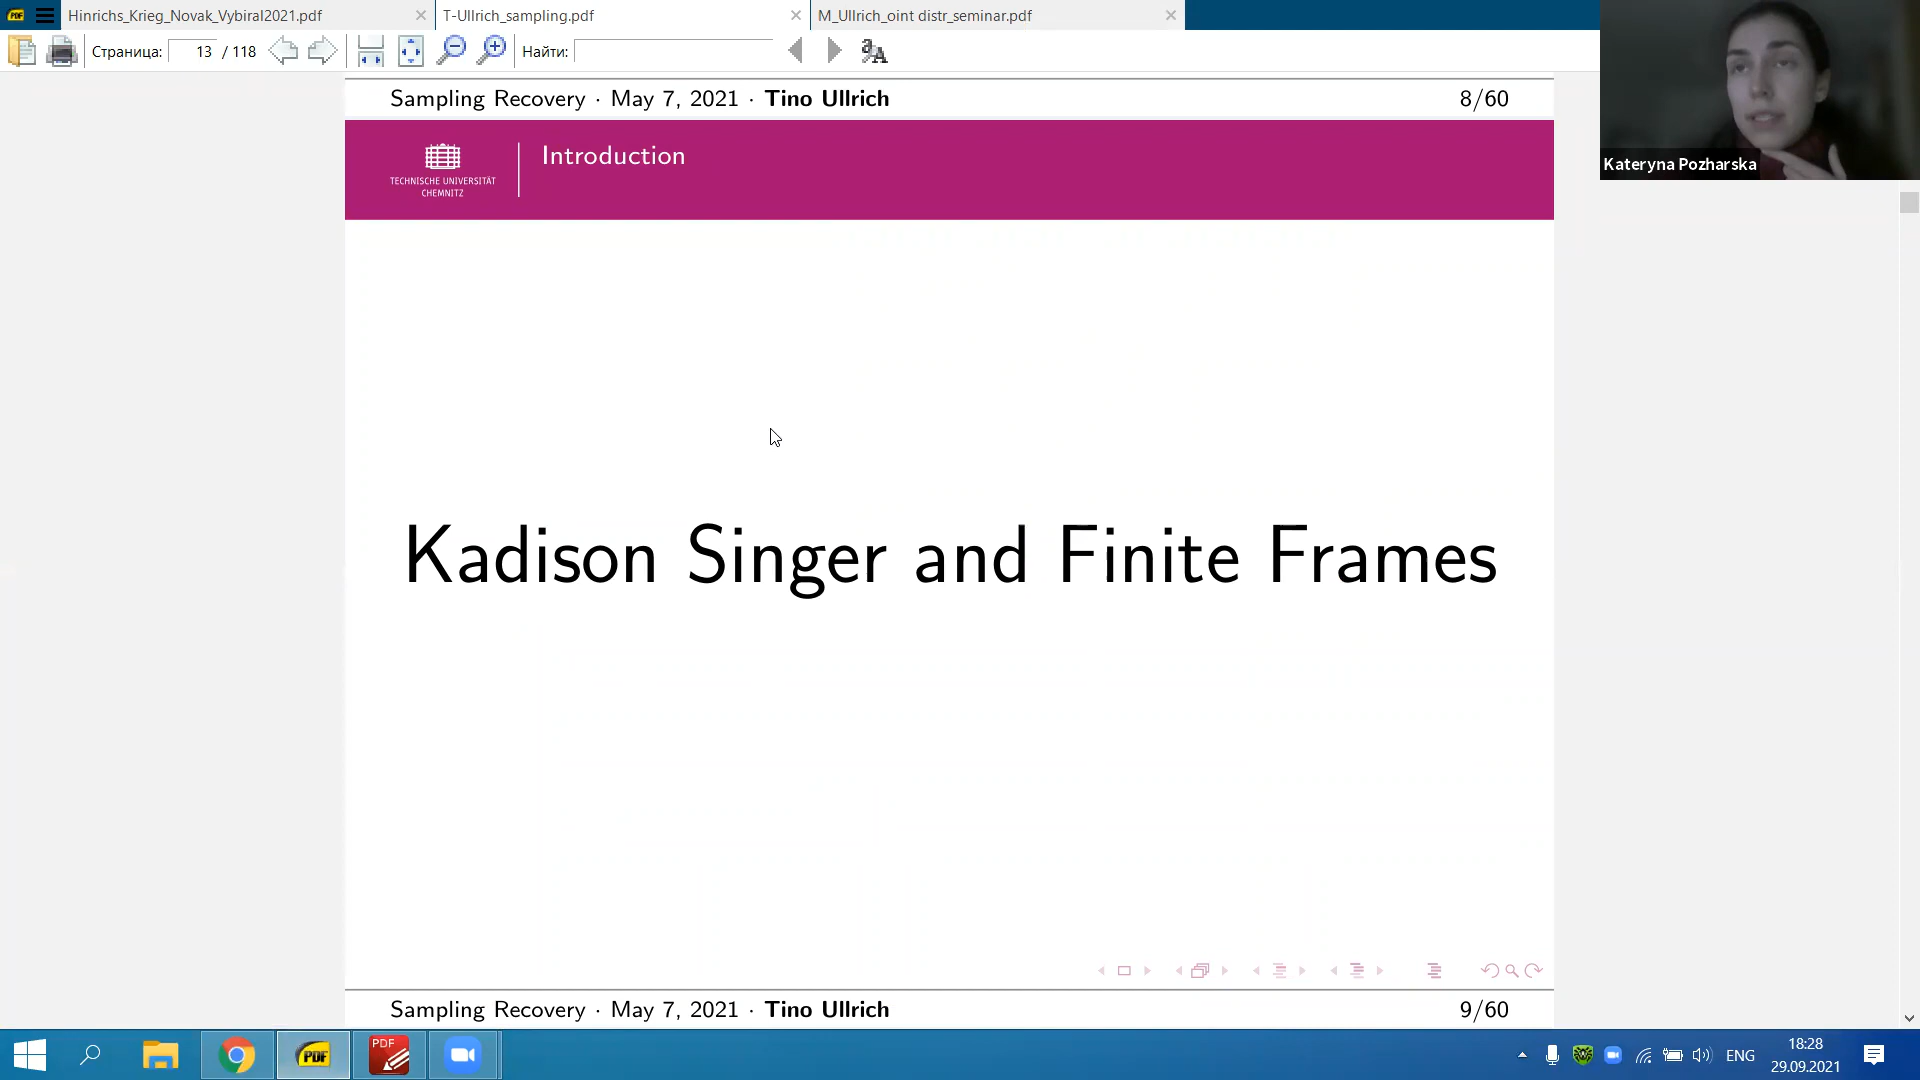 Hinrichs_Krieg_Novak_Vybiral2021.pdf
T-Ullrich_sampling.pdf
M_Ullrich_oint distr_seminar.pdf
Страница: 13 / 118
Найти:
Sampling Recovery · May 7, 2021 · Tino Ullrich 8/60
TECHNISCHE UNIVERSITÄT
CHEMNITZ
Introduction
Kateryna Pozharska
Kadison Singer and Finite Frames
Sampling Recovery · May 7, 2021 · Tino Ullrich 9/60
PDF
PDF
ENG
18:28
29.09.2021